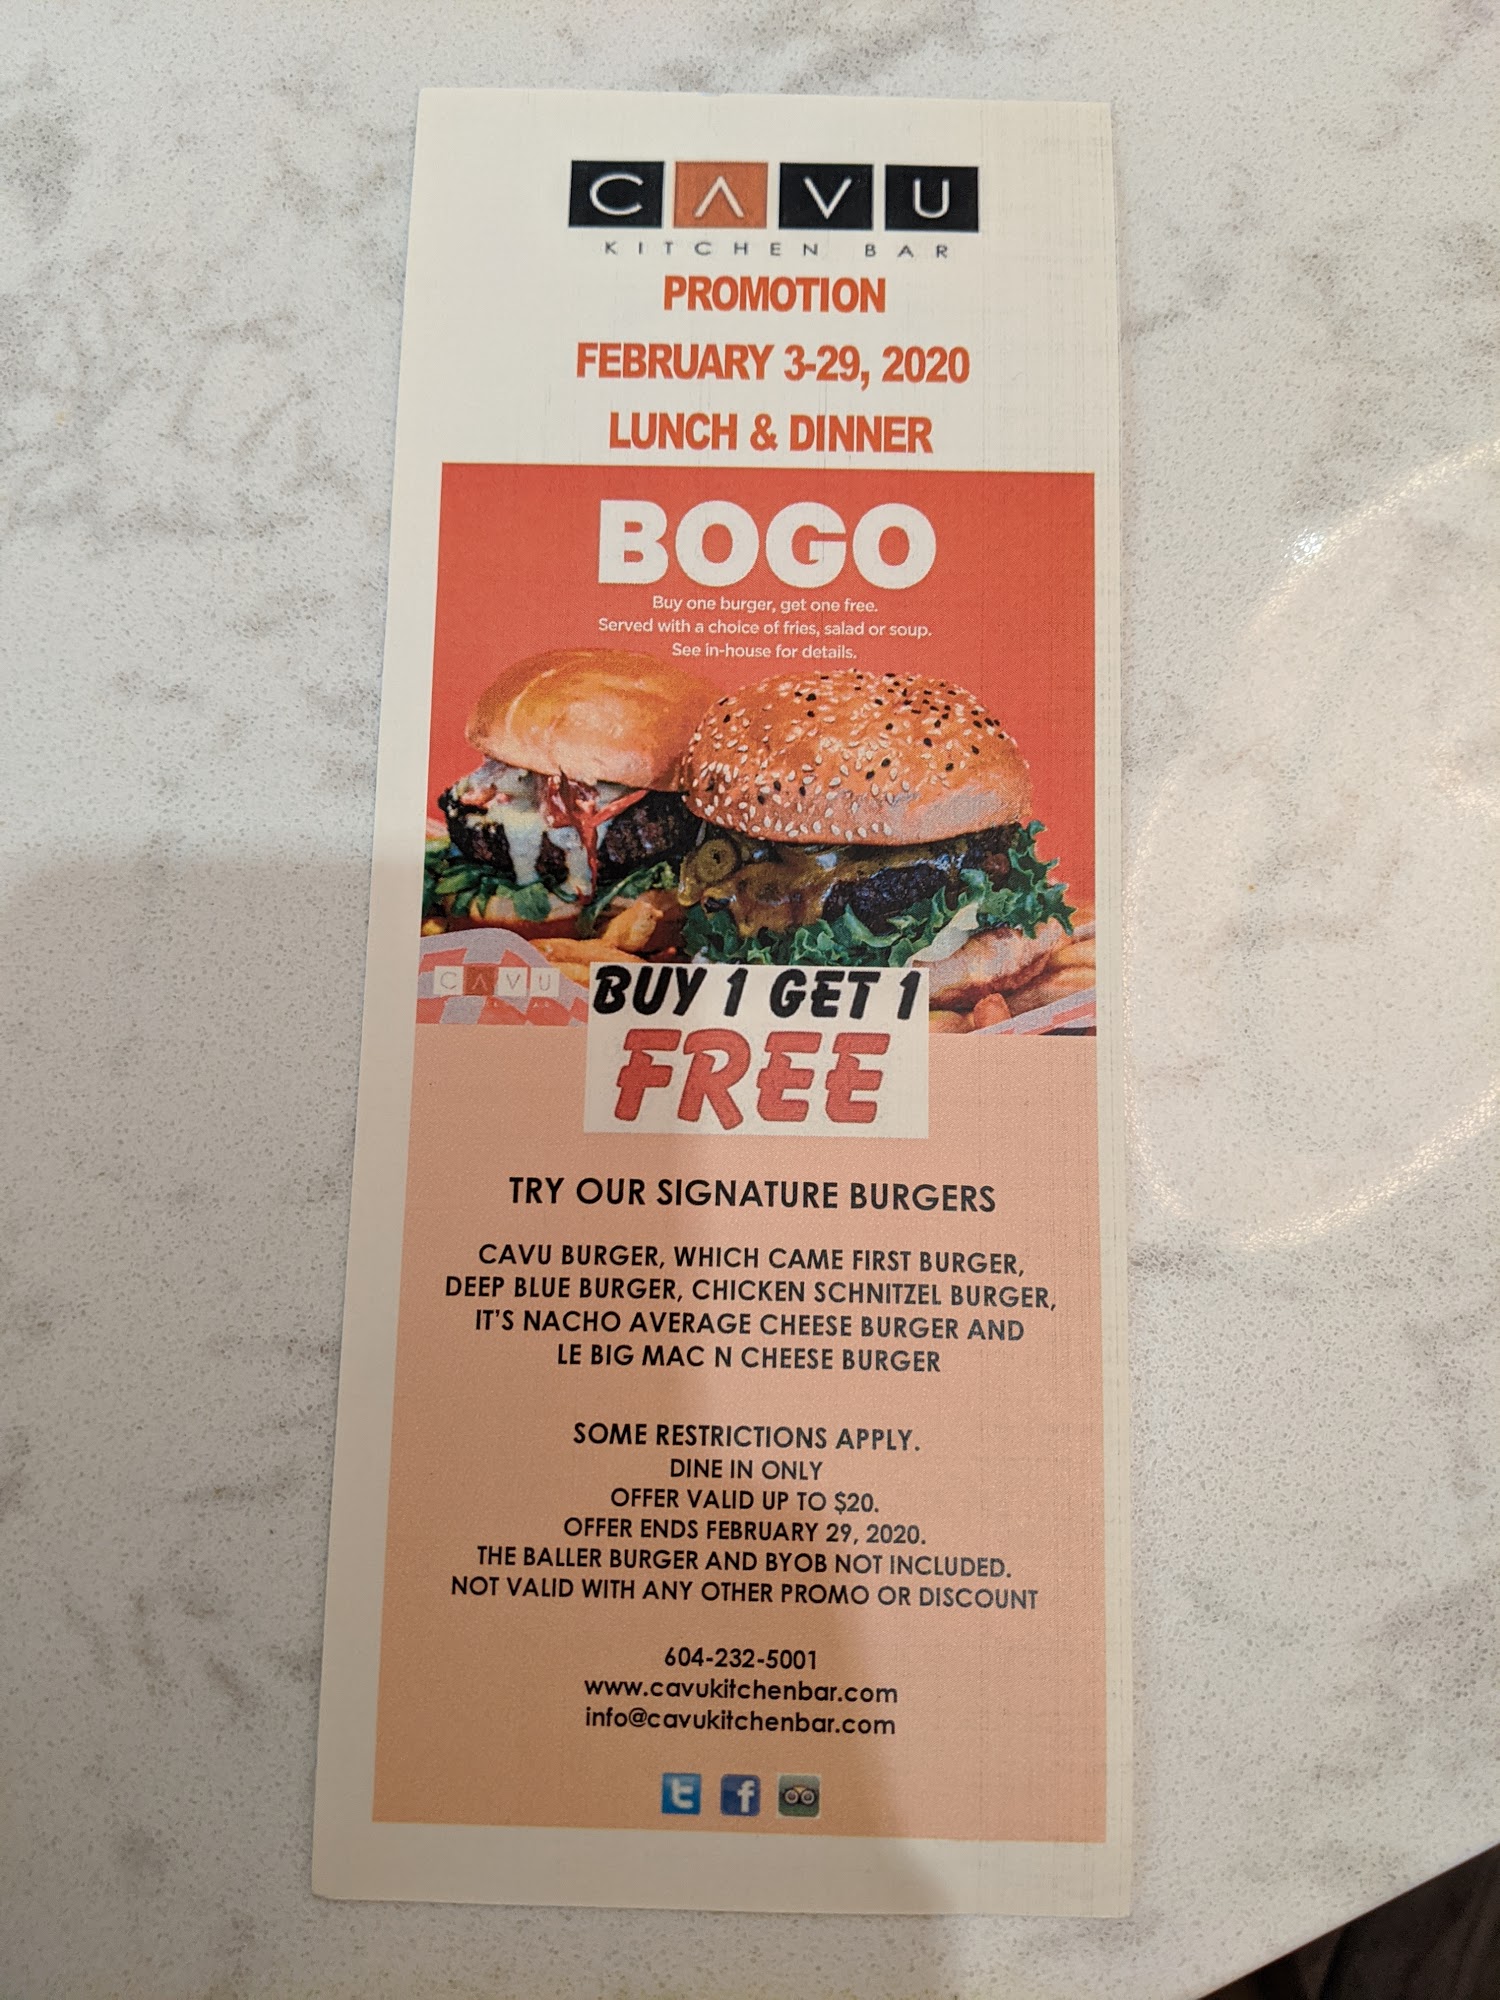 CAVU
KITCHEN BAR
PROMOTION
FEBRUARY 3-29, 2020
LUNCH & DINNER
BOGO
Buy one burger, get one free.
Served with a choice of fries, salad or soup.
See in-house for details.
CAVU
BUY 1 GET 1
FREE
TRY OUR SIGNATURE BURGERS
CAVU BURGER, WHICH CAME FIRST BURGER,
DEEP BLUE BURGER, CHICKEN SCHNITZEL BURGER,
IT'S NACHO AVERAGE CHEESE BURGER AND
LE BIG MAC N CHEESE BURGER
SOME RESTRICTIONS APPLY.
DINE IN ONLY
OFFER VALID UP TO $20.
OFFER ENDS FEBRUARY 29, 2020.
THE BALLER BURGER AND BYOB NOT INCLUDED.
NOT VALID WITH ANY OTHER PROMO OR DISCOUNT
604-232-5001
www.cavukitchenbar.com
info@cavukitchenbar.com